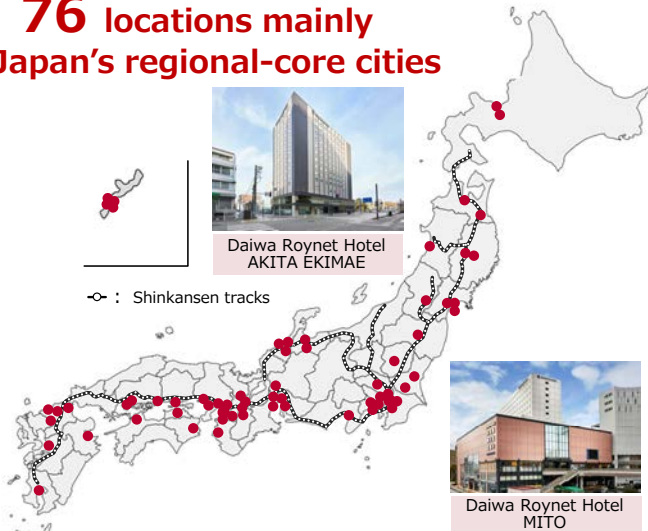 76 locations mainly
Japan's regional-core cities
Daiwa Roynet Hotel
AKITA EKIMAE
: Shinkansen tracks
Daiwa Roynet Hotel
MITO